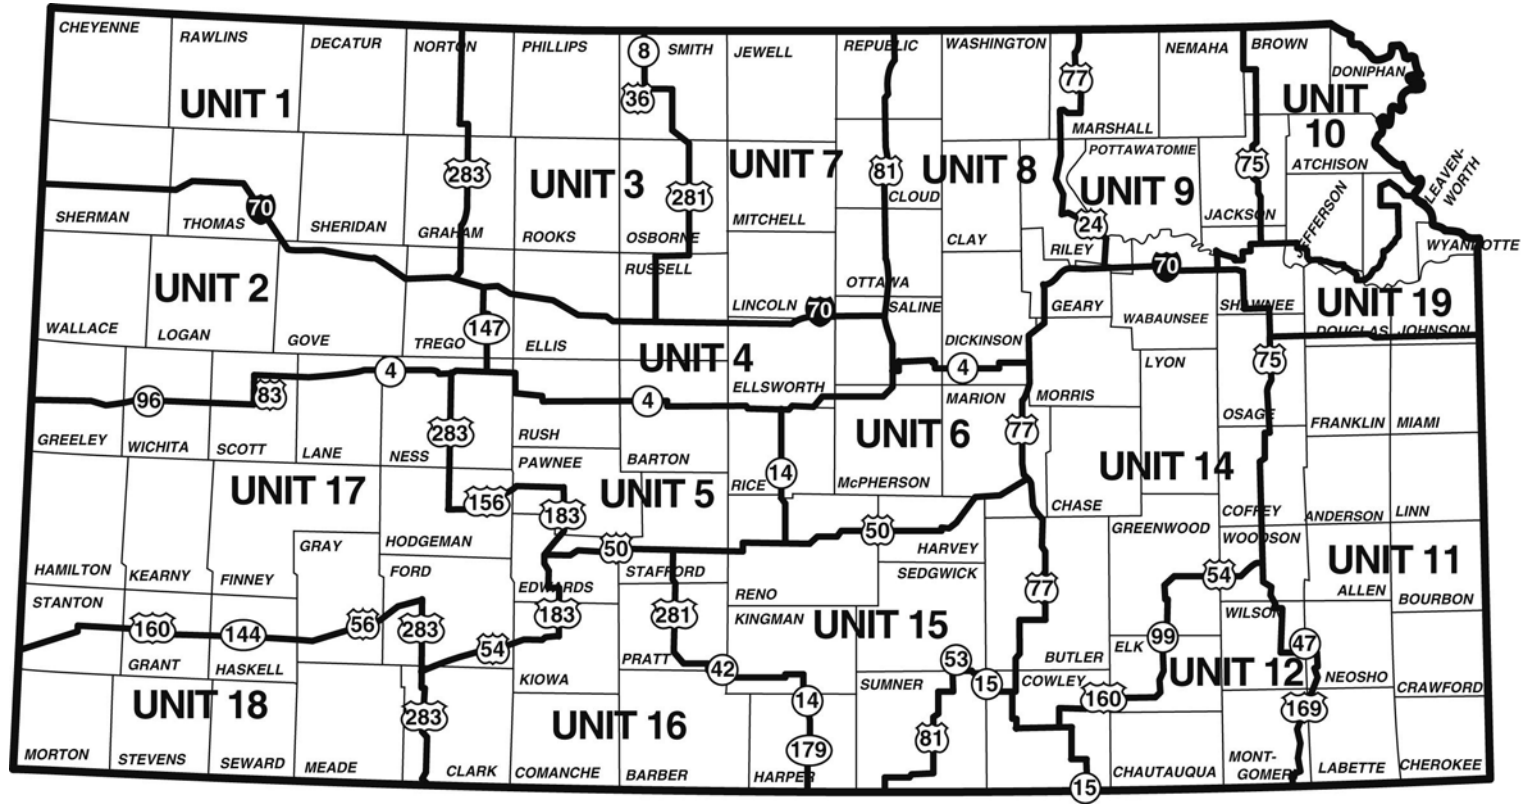 CHEYENNE
RAWLINS
DECATUR
NORTON
PHILLIPS
8
SMITH
JEWELL
REPUBLIC
WASHINGTON
NEMAHA
BROWN
DONIPHAN
77
36
UNIT 1
UNIT
10
MARSHALL
POTTAWATOMIE
ATCHISON
LEAVEN-
WORTH
283
UNIT 3
281
UNIT 7
81
UNIT 8
UNIT 9
75
CLOUD
SHERMAN
THOMAS
70
SHERIDAN
GRAHAM
ROOKS
OSBORNE
MITCHELL
CLAY
24
RILEY
JACKSON
JEFFERSON
WYANDOTTE
UNIT 2
RUSSELL
OTTAWA
70
LINCOLN
70
SALINE
GEARY
WABAUNSEE
SHAWNEE
UNIT 19
WALLACE
LOGAN
GOVE
TREGO
147
ELLIS
UNIT 4
DICKINSON
DOUGLAS
JOHNSON
96
83
4
4
ELLSWORTH
4
MARION
MORRIS
LYON
75
OSAGE
FRANKLIN
MIAMI
GREELEY
WICHITA
SCOTT
LANE
NESS
283
RUSH
BARTON
UNIT 6
77
PAWNEE
UNIT 17
156
183
UNIT 5
RICE
14
McPHERSON
UNIT 14
CHASE
COFFEY
ANDERSON
LINN
GRAY
HODGEMAN
50
50
HARVEY
GREENWOOD
WOODSON
UNIT 11
HAMILTON
KEARNY
FINNEY
FORD
EDWARDS
STAFFORD
RENO
SEDGWICK
77
54
ALLEN
BOURBON
STANTON
160
144
56
283
183
281
KINGMAN
UNIT 15
WILSON
GRANT
HASKELL
54
PRATT
42
53
15
BUTLER
ELK
99
47
UNIT 12
NEOSHO
CRAWFORD
UNIT 18
KIOWA
SUMNER
COWLEY
160
169
283
UNIT 16
14
179
81
MORTON
STEVENS
SEWARD
MEADE
CLARK
COMANCHE
BARBER
HARPER
15
CHAUTAUQUA
MONT-
GOMERY
LABETTE
CHEROKEE